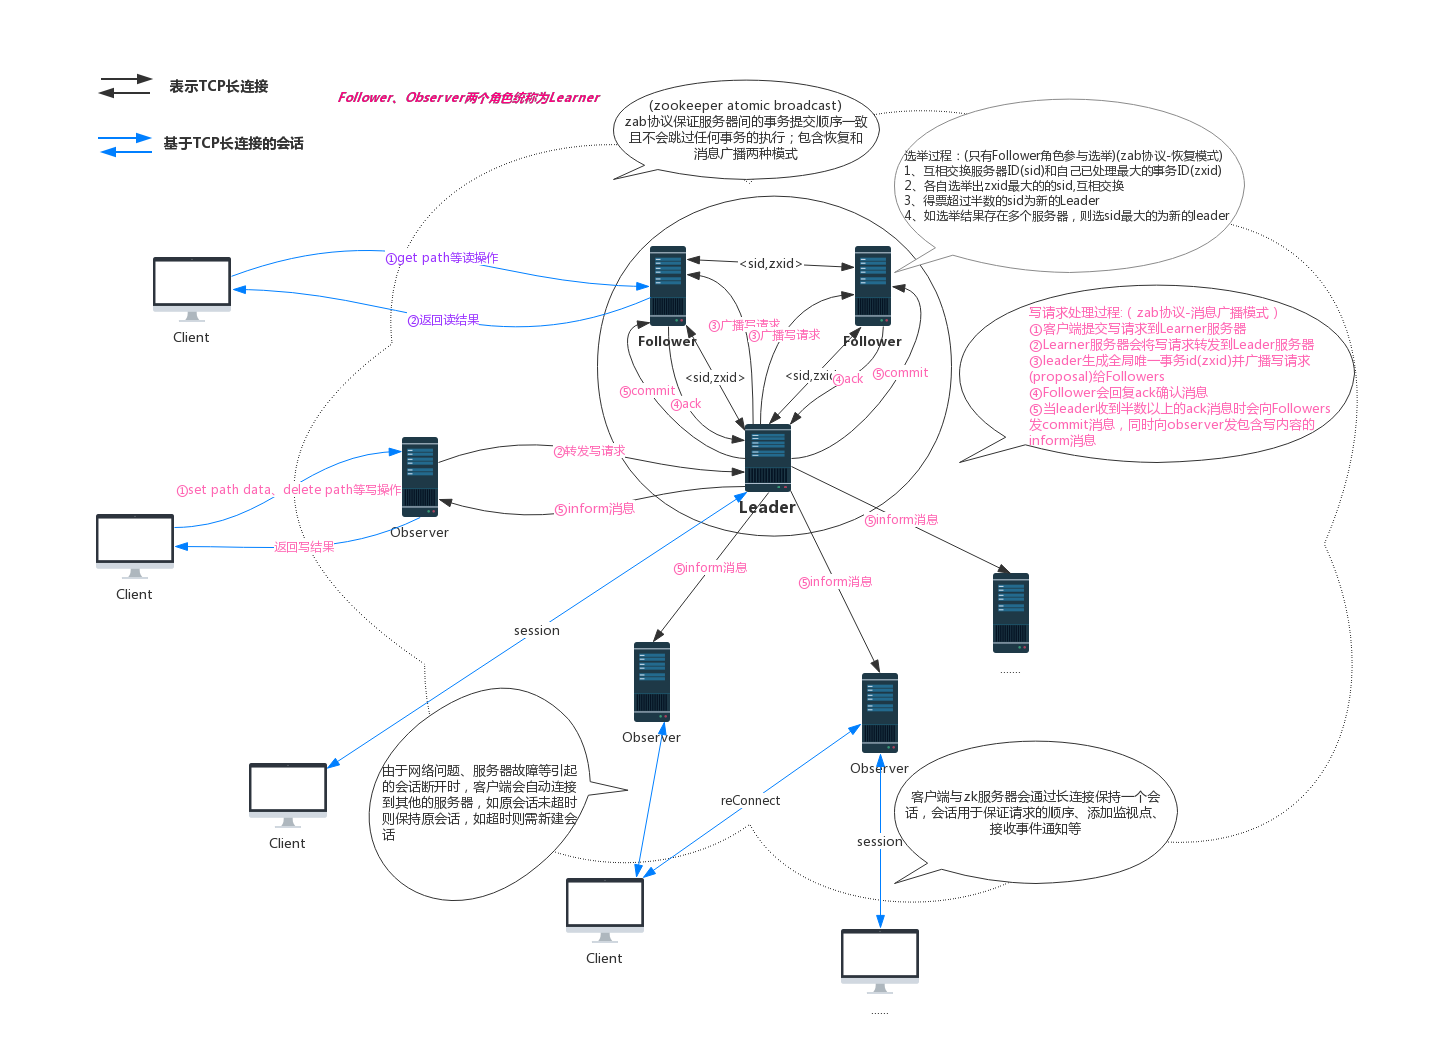 表示TCP长连接
基于TCP长连接的会话
Follower、Observer两个角色统称为Learner
(zookeeper atomic broadcast)
zab协议保证服务器间的事务提交顺序一致
且不会跳过任何事务的执行；包含恢复和
消息广播两种模式
选举过程：(只有Follower角色参与选举)(zab协议-恢复模式)
1、互相交换服务器ID(sid)和自己已处理最大的事务ID(zxid)
2、各自选举出zxid最大的的sid,互相交换
3、得票超过半数的sid为新的Leader
4、如选举结果存在多个服务器，则选sid最大的为新的leader
①get path等读操作
②返回读结果
Client
<sid,zxid>
③广播写请求
③广播写请求
Follower
Follower
<sid,zxid>
<sid,zxid
④ack
⑤commit
⑤commit
④ack
写请求处理过程:（zab协议-消息广播模式）
①客户端提交写请求到Learner服务器
②Learner服务器会将写请求转发到Leader服务器
③leader生成全局唯一事务id(zxid)并广播写请求
(proposal)给Followers
④Follower会回复ack确认消息
⑤当leader收到半数以上的ack消息时会向Followers
发commit消息，同时向observer发包含写内容的
inform消息
②转发写请求
①set path data、delete path等写操作
⑤inform消息
Leader
⑤inform消息
Observer
返回写结果
Client
⑤inform消息
⑤inform消息
session
.......
Observer
Observer
由于网络问题、服务器故障等引起
的会话断开时，客户端会自动连接
到其他的服务器，如原会话未超时
则保持原会话，如超时则需新建会
话
reConnect
客户端与zk服务器会通过长连接保持一个会
话，会话用于保证请求的顺序、添加监视点、
接收事件通知等
session
Client
Client
......